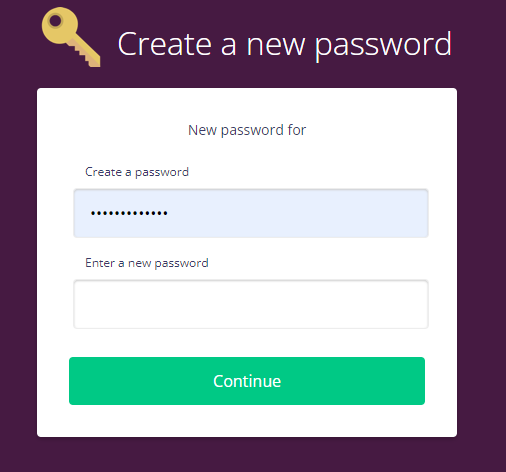 Create a new password
New password for
Create a password
•••••••••••••
Enter a new password
Continue